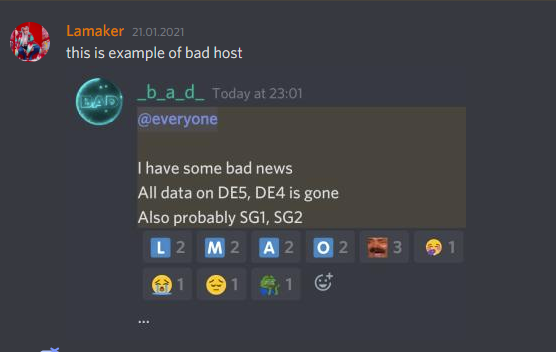 Lamaker 21.01.2021
this is example of bad host
BAD
_b_a_d_ Today at 23:01
@everyone
I have some bad news
All data on DE5, DE4 is gone
Also probably SG1, SG2
L 2 M 2 A 2 O 2 3 1
1 1 1
...